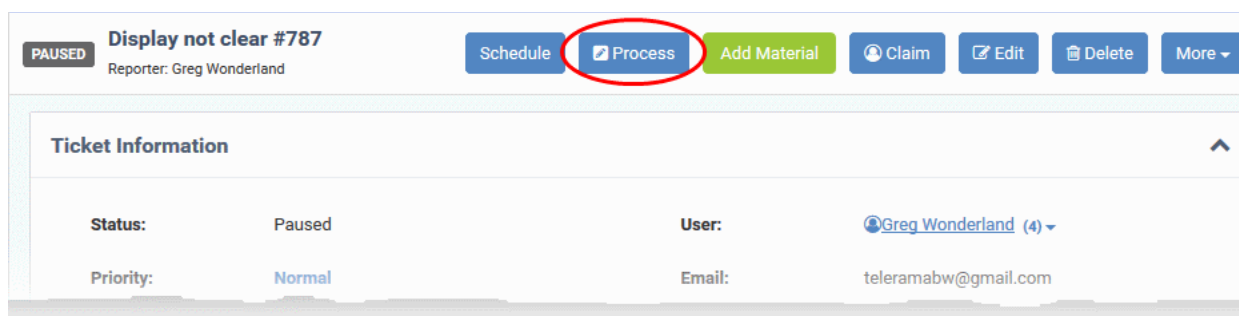 PAUSED
Display not clear #787
Reporter: Greg Wonderland
Schedule Process Add Material Claim Edit Delete More
Ticket Information
Status: Paused User: Greg Wonderland (4)
Priority: Normal Email: teleramabw@gmail.com